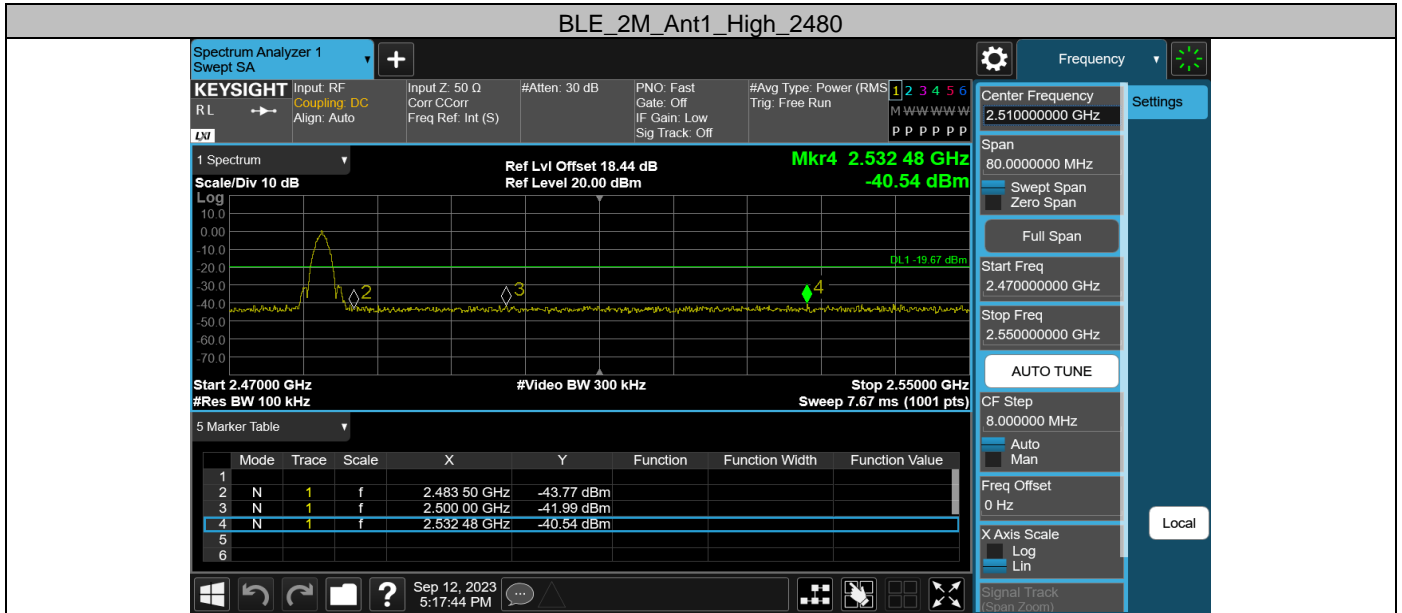 BLE_2M_Ant1_High_2480
Spectrum Analyzer 1
Swept SA
+
Frequency
KEYSIGHT
RL
LXI
Input: RF
Coupling: DC
Align: Auto
Input Z: 50 Ω
Corr CCorr
Freq Ref: Int (S)
#Atten: 30 dB
PNO: Fast
Gate: Off
IF Gain: Low
Sig Track: Off
#Avg Type: Power (RMS
Trig: Free Run
1 2 3 4 5 6
M W W W W W
P P P P P P
1 Spectrum
Scale/Div 10 dB
Ref Lvl Offset 18.44 dB
Ref Level 20.00 dBm
Mkr4 2.532 48 GHz
-40.54 dBm
Log
10.0
0.00
-10.0
-20.0
-30.0
-40.0
-50.0
-60.0
-70.0
DL1 -19.67 dBm
2
3
4
Start 2.47000 GHz
#Res BW 100 kHz
#Video BW 300 kHz
Stop 2.55000 GHz
Sweep 7.67 ms (1001 pts)
5 Marker Table
Mode Trace Scale X Y Function Function Width Function Value
1
2 N 1 f 2.483 50 GHz -43.77 dBm
3 N 1 f 2.500 00 GHz -41.99 dBm
4 N 1 f 2.532 48 GHz -40.54 dBm
5
6
Center Frequency
2.510000000 GHz
Settings
Span
80.0000000 MHz
Swept Span
Zero Span
Full Span
Start Freq
2.470000000 GHz
Stop Freq
2.550000000 GHz
AUTO TUNE
CF Step
8.000000 MHz
Auto
Man
Freq Offset
0 Hz
X Axis Scale
Log
Lin
Signal Track
(Span Zoom)
Local
?
Sep 12, 2023
5:17:44 PM